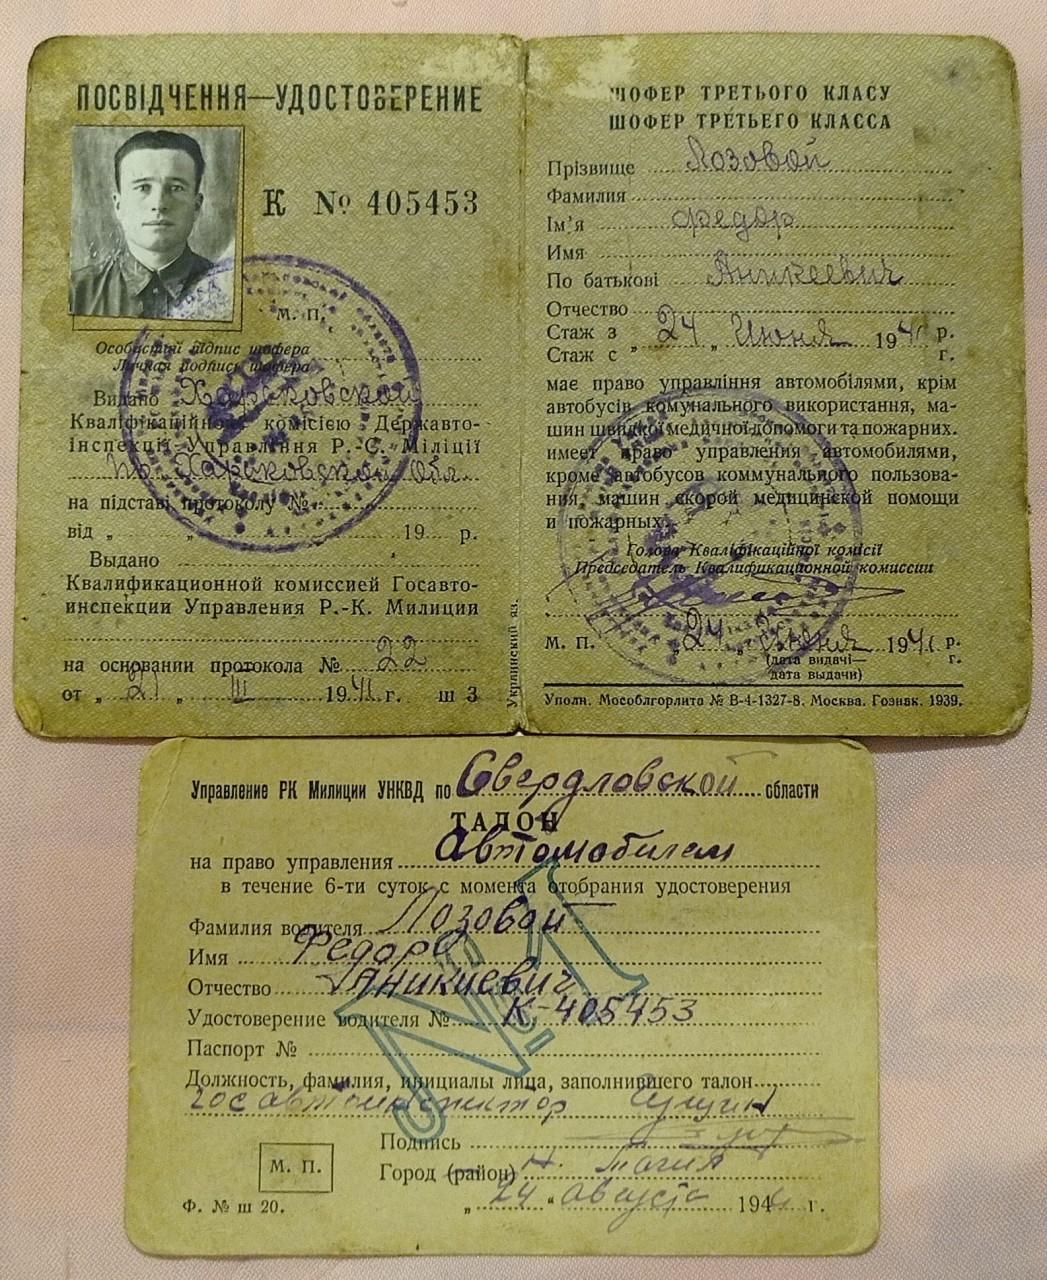 ПОСВІДЧЕННЯ—УДОСТОВЕРЕНИЕ
К № 405453
М. П.
Особистий підпис шофера
Личная подпись шофера
Видано Харьковской
Кваліфікаційною комісією Державто-
інспекції Управління Р.-С. Міліції
по Харьковской обл
на підставі протоколу №
від „ " 19 р.
Выдано
Квалификационной комиссией Госавто-
инспекции Управления Р.-К. Милиции
на основании протокола № 22
от „ 21 „ III 1941 г. ш 3
Украинский яз.
ШОФЕР ТРЕТЬОГО КЛАСУ
ШОФЕР ТРЕТЬЕГО КЛАССА
Прізвище Лозовой
Фамилия
Ім’я Федор
Имя
По батькові Аникеевич
Отчество
Стаж з
Стаж с „ 24 „ Июня 1941 р.
г.
має право управління автомобілями, крім
автобусів комунального використання, ма-
шин швидкої медичної допомоги та пожарних.
имеет право управления автомобилями,
кроме автобусов коммунального пользова-
ния, машин скорой медицинской помощи
и пожарных.
Голова Кваліфікаційної комісії
Председатель Квалификационной комиссии
М. П. „ 24 „ Июня 1941 р.
г.
(дата видачі—
дата выдачи)
Уполн. Мособлгорлита № В-4-1327-8. Москва. Гознак. 1939.
Управление РК Милиции УНКВД по Свердловской области
ТАЛОН
на право управления Автомобилем
в течение 6-ти суток с момента отобрания удостоверения
Фамилия водителя Лозовой
Имя Федор
Отчество Аникиевич
Удостоверение водителя № К-405453
Паспорт №
№1
Должность, фамилия, инициалы лица, заполнившего талон
госавтоинспектор
Подпись
Город (район) Н. Тагил
М. П.
Ф. № ш 20.
„ 24 " августа 194 г.